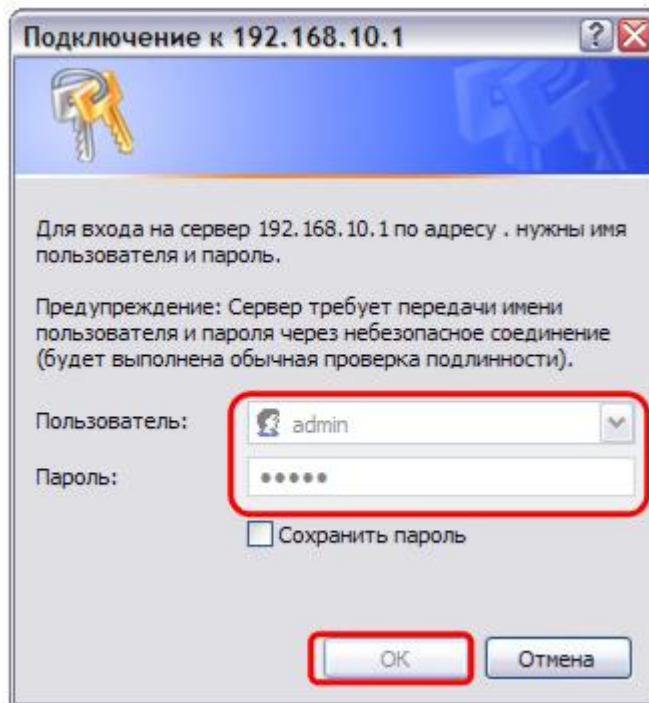 Подключение к 192.168.10.1
Для входа на сервер 192.168.10.1 по адресу . нужны имя
пользователя и пароль.
Предупреждение: Сервер требует передачи имени
пользователя и пароля через небезопасное соединение
(будет выполнена обычная проверка подлинности).
Пользователь: admin
Пароль: •••••
Сохранить пароль
ОК Отмена